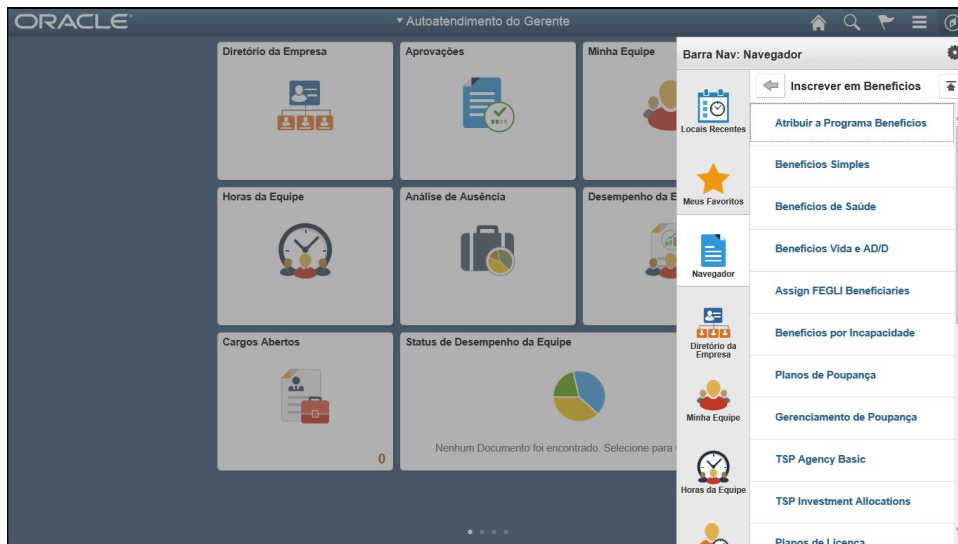 ORACLE
Autoatendimento do Gerente
Diretório da Empresa
Aprovações
Minha Equipe
Horas da Equipe
Análise de Ausência
Desempenho da E
Cargos Abertos
0
Status de Desempenho da Equipe
Nenhum Documento foi encontrado. Selecione para
Barra Nav: Navegador
Locais Recentes
Meus Favoritos
Navegador
Diretório da
Empresa
Minha Equipe
Horas da Equipe
Inscrever em Benefícios
Atribuir a Programa Benefícios
Benefícios Simples
Benefícios de Saúde
Benefícios Vida e AD/D
Assign FEGLI Beneficiaries
Benefícios por Incapacidade
Planos de Poupança
Gerenciamento de Poupança
TSP Agency Basic
TSP Investment Allocations
Planos de Licença